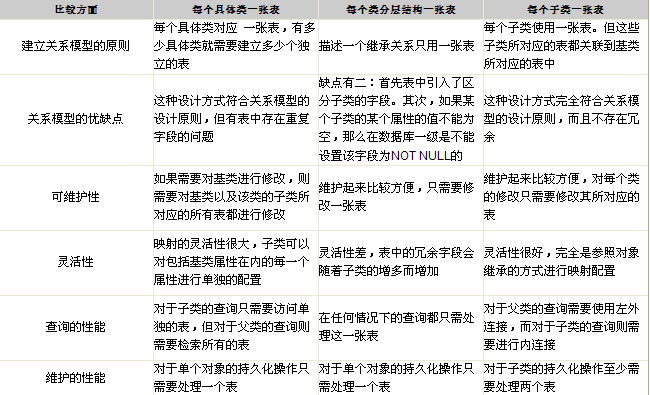 比较方面
每个具体类一张表
每个类分层结构一张表
每个子类一张表
建立关系模型的原则
每个具体类对应 一张表，有多
少具体类就需要建立多少个独
立的表
描述一个继承关系只用一张表
每个子类使用一张表。但这些
子类所对应的表都关联到基类
所对应的表中
关系模型的优缺点
这种设计方式符合关系模型的
设计原则，但有表中存在重复
字段的问题
缺点有二：首先表中引入了区
分子类的字段。其次，如果某
个子类的某个属性的值不能为
空，那么在数据库一级是不能
设置该字段为NOT NULL的
这种设计方式完全符合关系模
型的设计原则，而且不存在冗
余
可维护性
如果需要对基类进行修改，则
需要对基类以及该类的子类所
对应的所有表都进行修改
维护起来比较方便，只需要修
改一张表
维护起来比较方便，对每个类
的修改只需要修改其所对应的
表
灵活性
映射的灵活性很大，子类可以
对包括基类属性在内的每一个
属性进行单独的配置
灵活性差，表中的冗余字段会
随着子类的增多而增加
灵活性很好，完全是参照对象
继承的方式进行映射配置
查询的性能
对于子类的查询只需要访问单
独的表，但对于父类的查询则
需要检索所有的表
在任何情况下的查询都只需处
理这一张表
对于父类的查询需要使用左外
连接，而对于子类的查询则需
要进行内连接
维护的性能
对于单个对象的持久化操作只
需要处理一个表
对于单个对象的持久化操作只
需处理一个表
对于子类的持久化操作至少需
要处理两个表